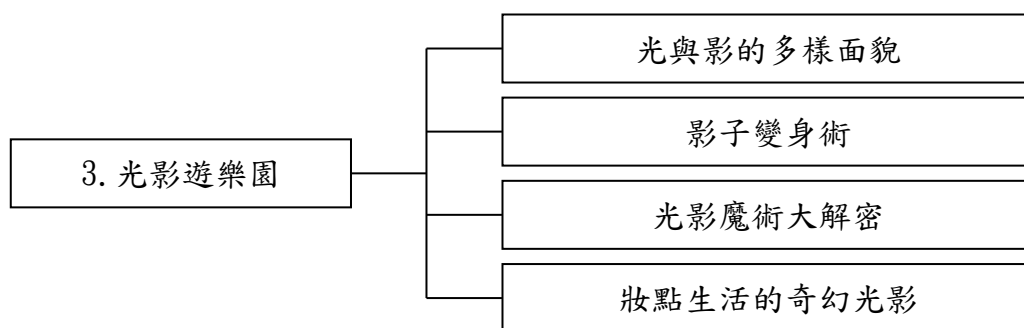 3.光影遊樂園
光與影的多樣面貌
影子變身術
光影魔術大解密
妝點生活的奇幻光影